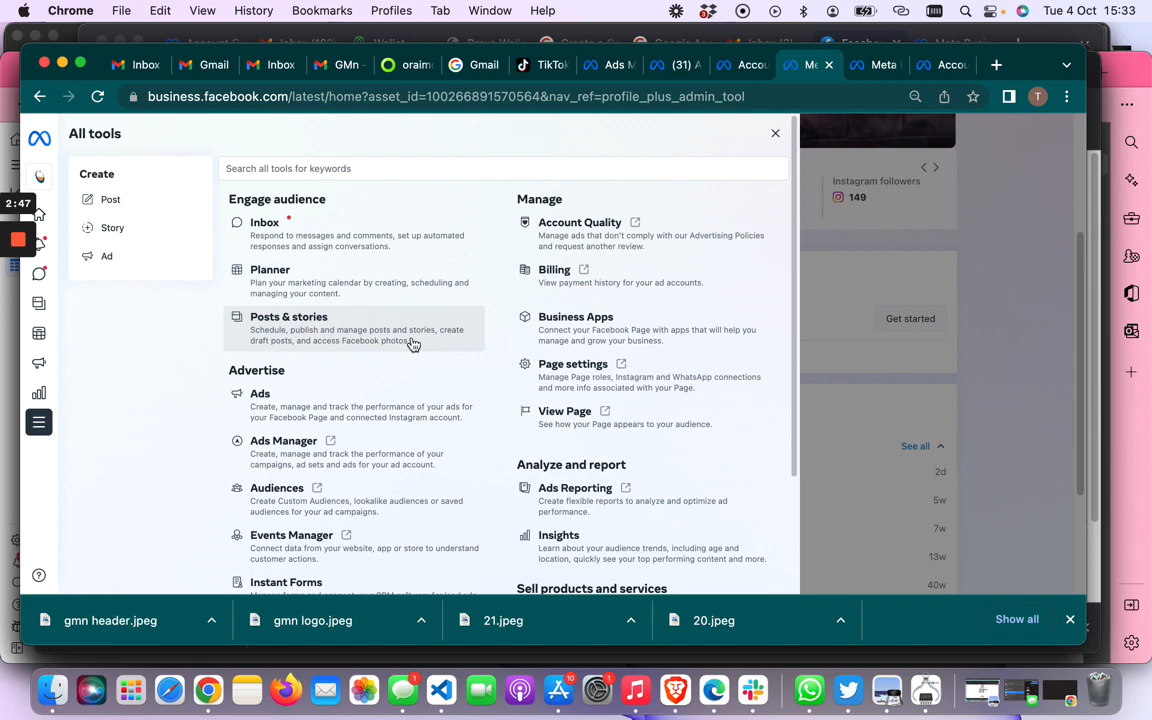 Chrome File Edit View History Bookmarks Profiles Tab Window Help Tue 4 Oct 15:33
Inbox Gmail Inbox GMn - oraimo Gmail TikTok Ads M (31) A Accou Me Meta Accou
business.facebook.com/latest/home?asset_id=100266891570564&nav_ref=profile_plus_admin_tool T
All tools
Search all tools for keywords
Create
Post
Story
Ad
2:47
Engage audience
Inbox
Respond to messages and comments, set up automated
responses and assign conversations.
Planner
Plan your marketing calendar by creating, scheduling and
managing your content.
Posts & stories
Schedule, publish and manage posts and stories, create
draft posts, and access Facebook photos.
Advertise
Ads
Create, manage and track the performance of your ads for
your Facebook Page and connected Instagram account.
Ads Manager
Create, manage and track the performance of your
campaigns, ad sets and ads for your ad account.
Audiences
Create Custom Audiences, lookalike audiences or saved
audiences for your ad campaigns.
Events Manager
Connect data from your website, app or store to understand
customer actions.
Instant Forms
Manage
Account Quality
Manage ads that don't comply with our Advertising Policies
and request another review.
Billing
View payment history for your ad accounts.
Business Apps
Connect your Facebook Page with apps that will help you
manage and grow your business.
Page settings
Manage Page roles, Instagram and WhatsApp connections
and more info associated with your Page.
View Page
See how your Page appears to your audience.
Analyze and report
Ads Reporting
Create flexible reports to analyze and optimize ad
performance.
Insights
Learn about your audience trends, including age and
location, quickly see your top performing content and more.
Sell products and services
Instagram followers
149
Get started
See all
2d
5w
7w
13w
40w
gmn header.jpeg gmn logo.jpeg 21.jpeg 20.jpeg Show all
1 10 1